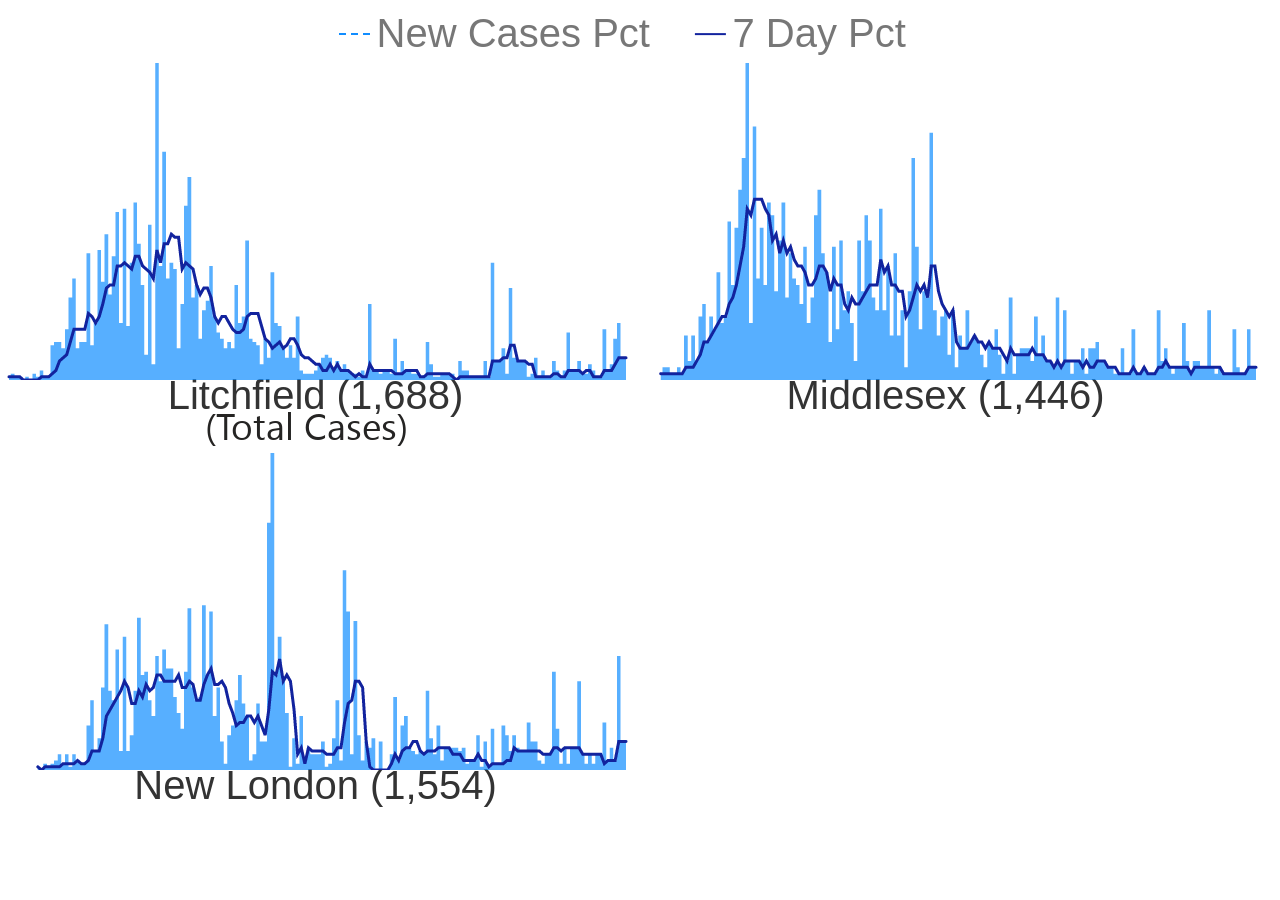 New Cases Pct 7 Day Pct
Litchfield (1,688) Middlesex (1,446)
(Total Cases)
New London (1,554)